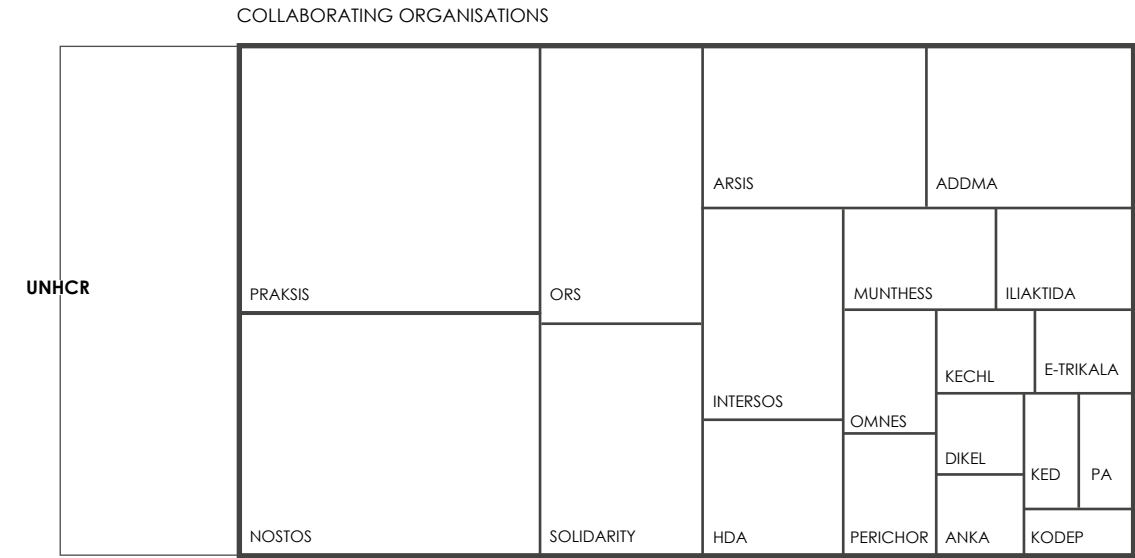 COLLABORATING ORGANISATIONS
ARSIS
ADDMA
UNHCR
PRAKSIS
ORS
MUNTHESS
ILIAKTIDA
KECHL
E-TRIKALA
INTERSOS
OMNES
DIKEL
KED
PA
NOSTOS
SOLIDARITY
HDA
PERICHOR
ANKA
KODEP